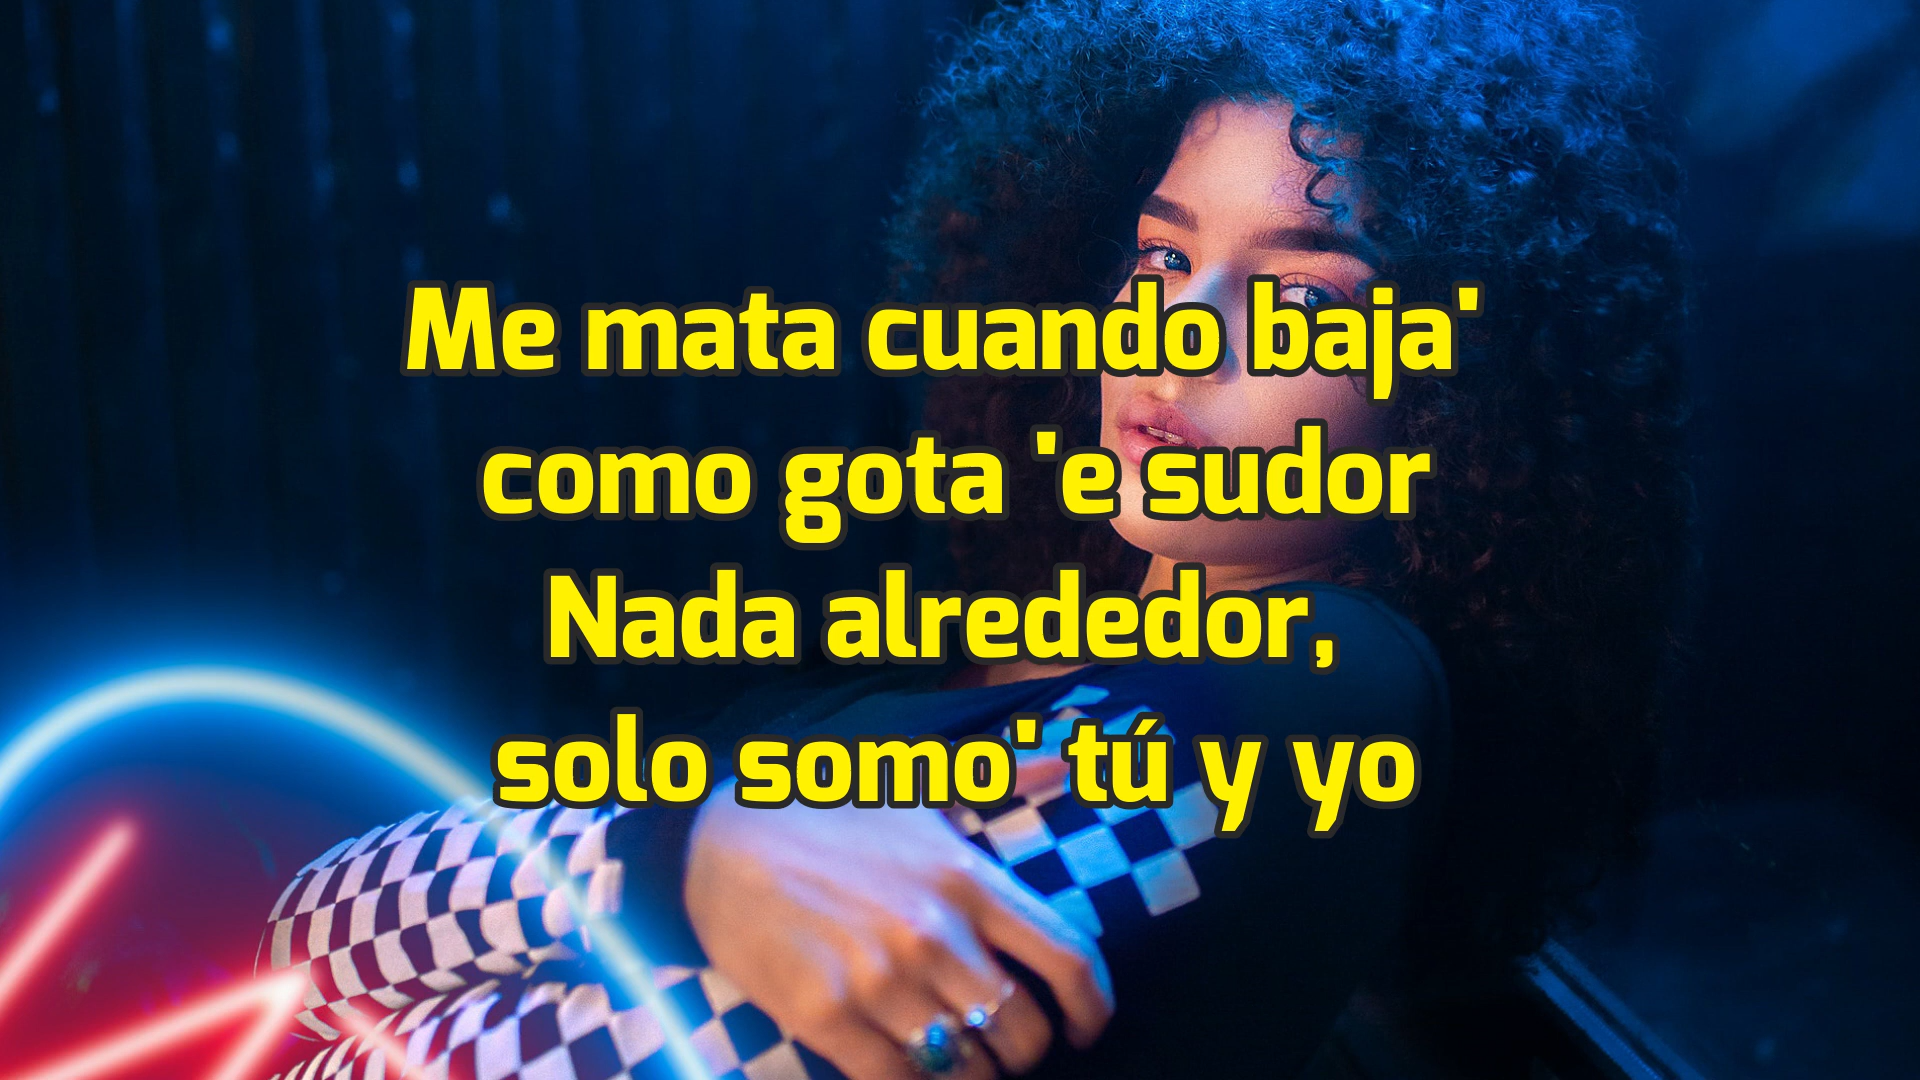 Me mata cuando baja'
como gota 'e sudor
Nada alrededor,
solo somo' tú y yo